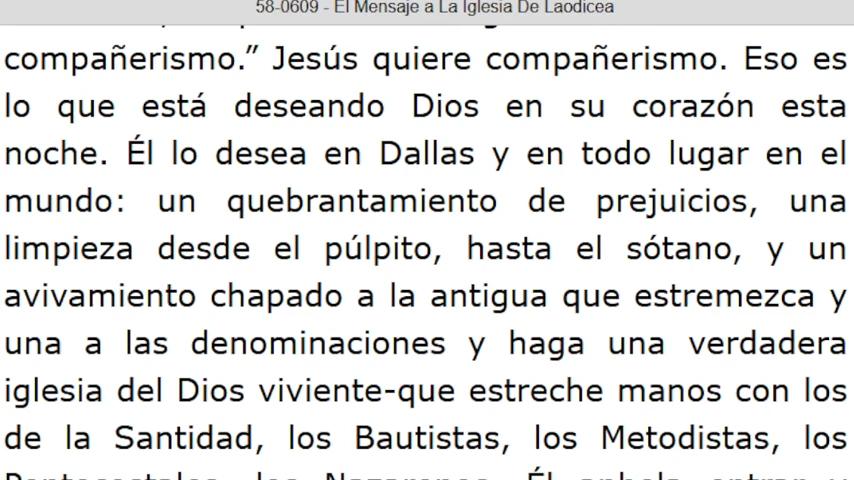 58-0609 - El Mensaje a La Iglesia De Laodicea
compañerismo.” Jesús quiere compañerismo. Eso es
lo que está deseando Dios en su corazón esta
noche. Él lo desea en Dallas y en todo lugar en el
mundo: un quebrantamiento de prejuicios, una
limpieza desde el púlpito, hasta el sótano, y un
avivamiento chapado a la antigua que estremezca y
una a las denominaciones y haga una verdadera
iglesia del Dios viviente-que estreche manos con los
de la Santidad, los Bautistas, los Metodistas, los